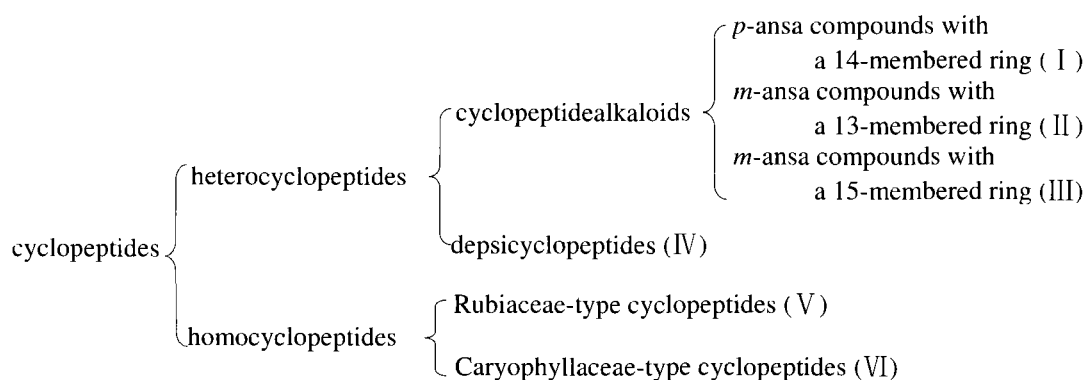 p-ansa compounds with
a 14-membered ring (Ⅰ)
cyclopeptidealkaloids
m-ansa compounds with
a 13-membered ring (Ⅱ)
m-ansa compounds with
a 15-membered ring (Ⅲ)
heterocyclopeptides
depsicyclopeptides (Ⅳ)
cyclopeptides
Rubiaceae-type cyclopeptides (Ⅴ)
homocyclopeptides
Caryophyllaceae-type cyclopeptides (Ⅵ)